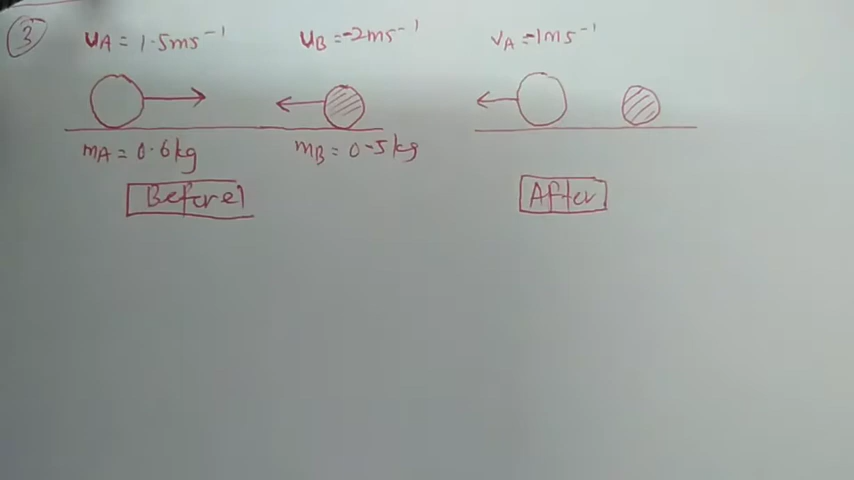 3
uA = 1.5ms⁻¹
uB = -2ms⁻¹
vA = -1ms⁻¹
mA = 0.6kg
mB = 0.5kg
Before
After